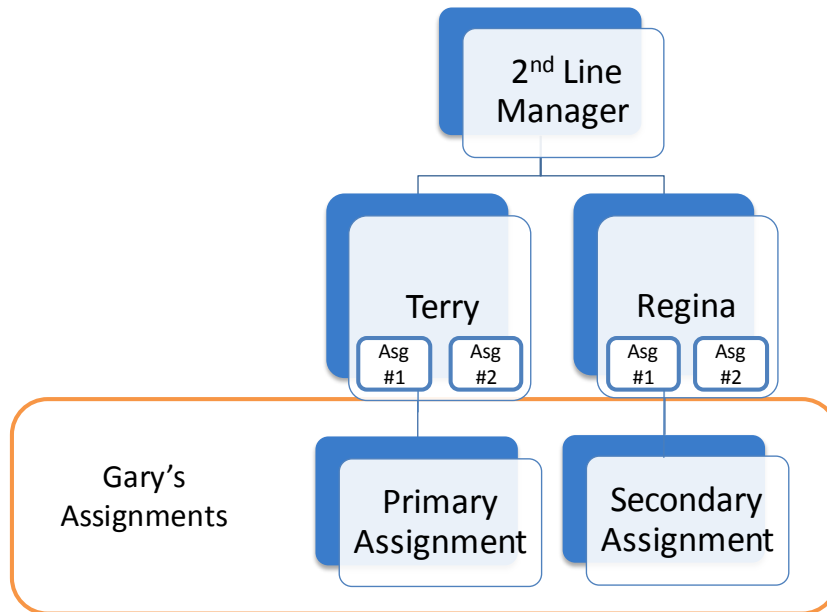 2nd Line
Manager
Terry
Regina
Asg
#1
Asg
#2
Asg
#1
Asg
#2
Gary’s
Assignments
Primary
Assignment
Secondary
Assignment